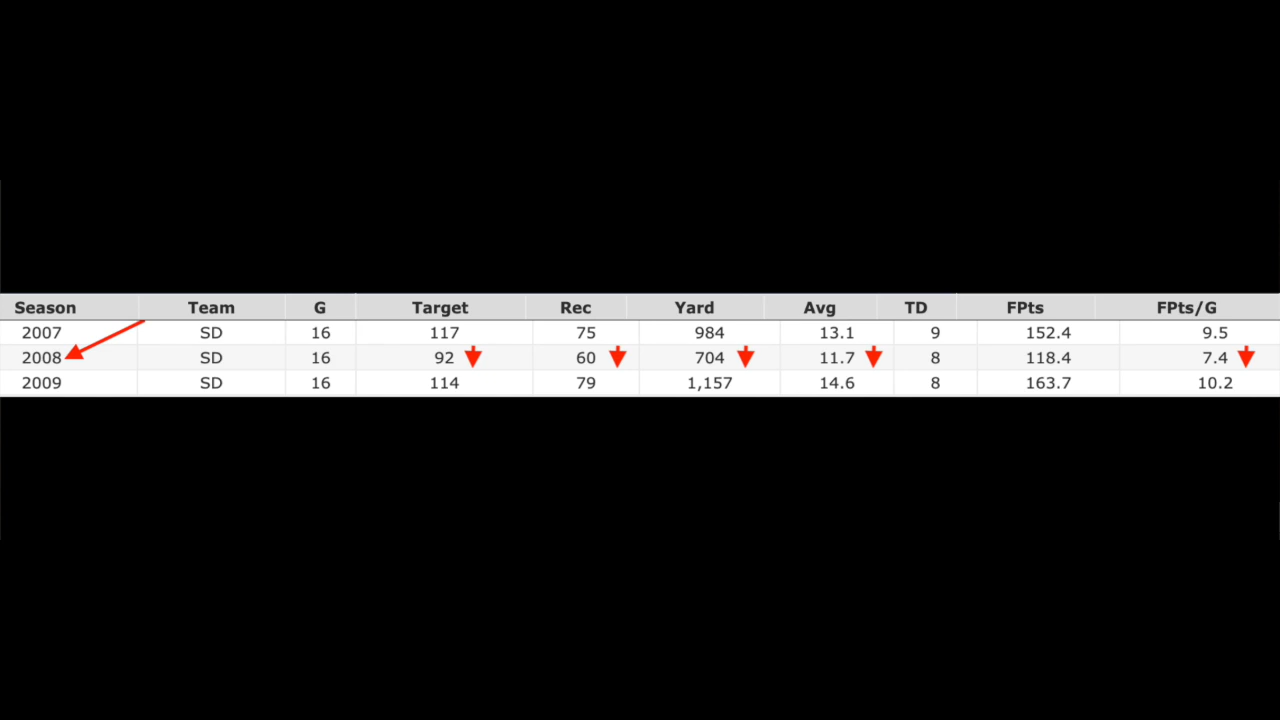 Season Team G Target Rec Yard Avg TD FPts FPts/G
2007 SD 16 117 75 984 13.1 9 152.4 9.5
2008 SD 16 92 60 704 11.7 8 118.4 7.4
2009 SD 16 114 79 1,157 14.6 8 163.7 10.2